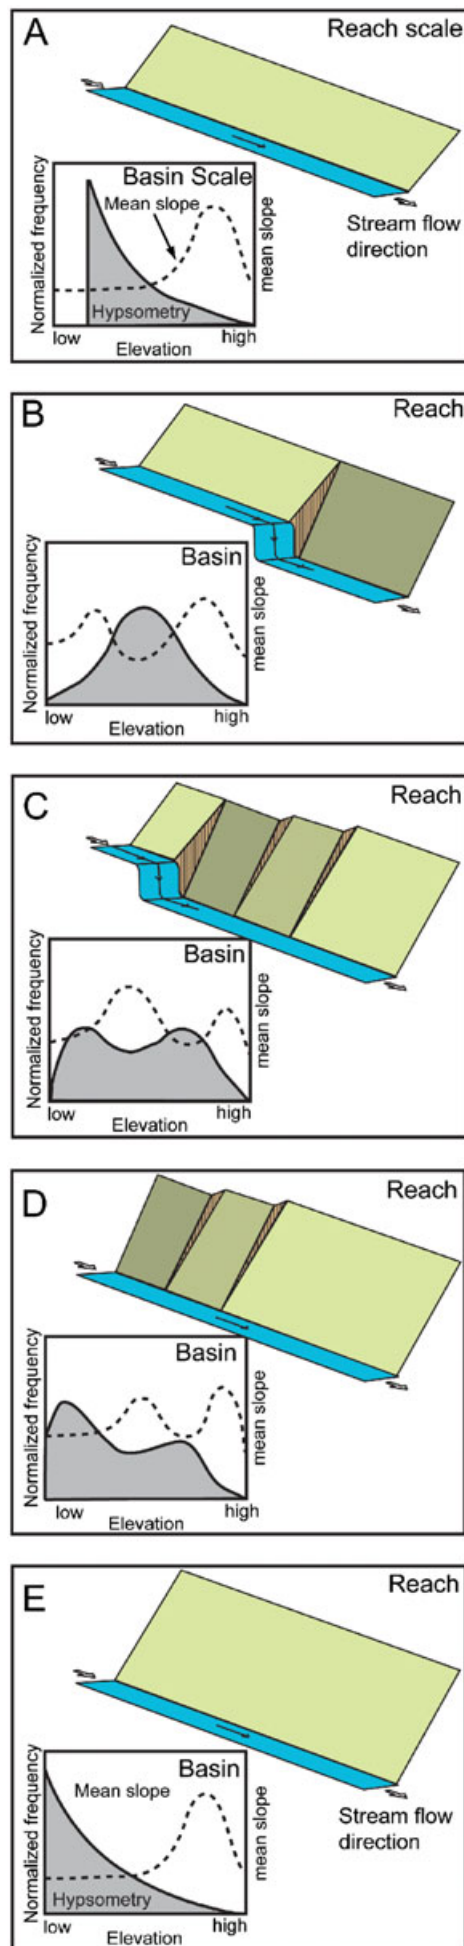 A
Reach scale
Stream flow
direction
Normalized frequency
Basin Scale
Mean slope
mean slope
Hypsometry
low
high
Elevation
B
Reach
Normalized frequency
Basin
mean slope
low
high
Elevation
C
Reach
Normalized frequency
Basin
mean slope
low
high
Elevation
D
Reach
Normalized frequency
Basin
mean slope
low
high
Elevation
E
Reach
Stream flow
direction
Normalized frequency
Basin
Mean slope
mean slope
Hypsometry
low
high
Elevation